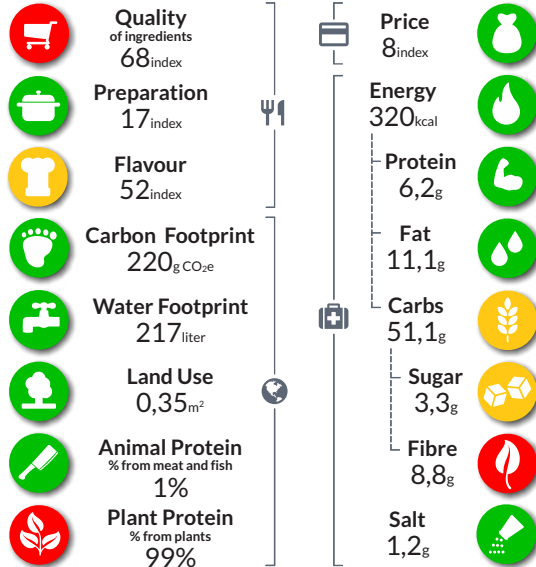 Quality
of ingredients
68index
Preparation
17index
Flavour
52index
Carbon Footprint
220g CO₂e
Water Footprint
217liter
Land Use
0,35m²
Animal Protein
% from meat and fish
1%
Plant Protein
% from plants
99%
Price
8index
Energy
320kcal
Protein
6,2g
Fat
11,1g
Carbs
51,1g
Sugar
3,3g
Fibre
8,8g
Salt
1,2g